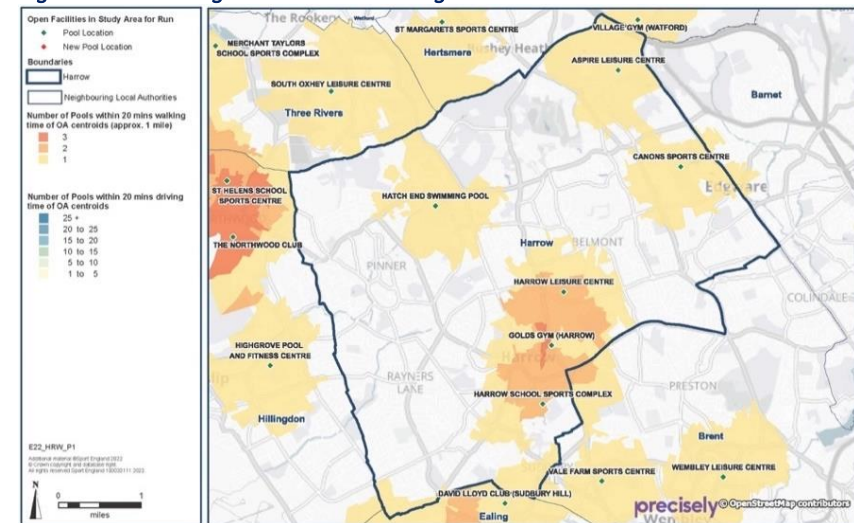 Open Facilities in Study Area for Run
Pool Location
New Pool Location
Boundaries
Harrow
Neighbouring Local Authorities
Number of Pools within 20 mins walking
time of OA centroids (approx. 1 mile)
3
2
1
Number of Pools within 20 mins driving
time of OA centroids
25 +
20 to 25
15 to 20
10 to 15
5 to 10
1 to 5
E22_HRW_P1
N
0 1
miles
The Rookery
Watford
ST MARGARETS SPORTS CENTRE
VILLAGE GYM (WATFORD)
MERCHANT TAYLORS
SCHOOL SPORTS COMPLEX
Hertsmere
ASPIRE LEISURE CENTRE
SOUTH OXHEY LEISURE CENTRE
Barnet
Three Rivers
CANONS SPORTS CENTRE
ST HELENS SCHOOL
SPORTS CENTRE
HATCH END SWIMMING POOL
THE NORTHWOOD CLUB
Harrow
BELMONT
PINNER
HARROW LEISURE CENTRE
COLINDALE
GOLDS GYM (HARROW)
HIGHGROVE POOL
AND FITNESS CENTRE
Harrow
RAYNERS
LANE
PRESTON
HARROW SCHOOL SPORTS COMPLEX
Hillingdon
Brent
VALE FARM SPORTS CENTRE
WEMBLEY LEISURE CENTRE
DAVID LLOYD CLUB (SUDBURY HILL)
Ealing
precisely © OpenStreetMap contributors